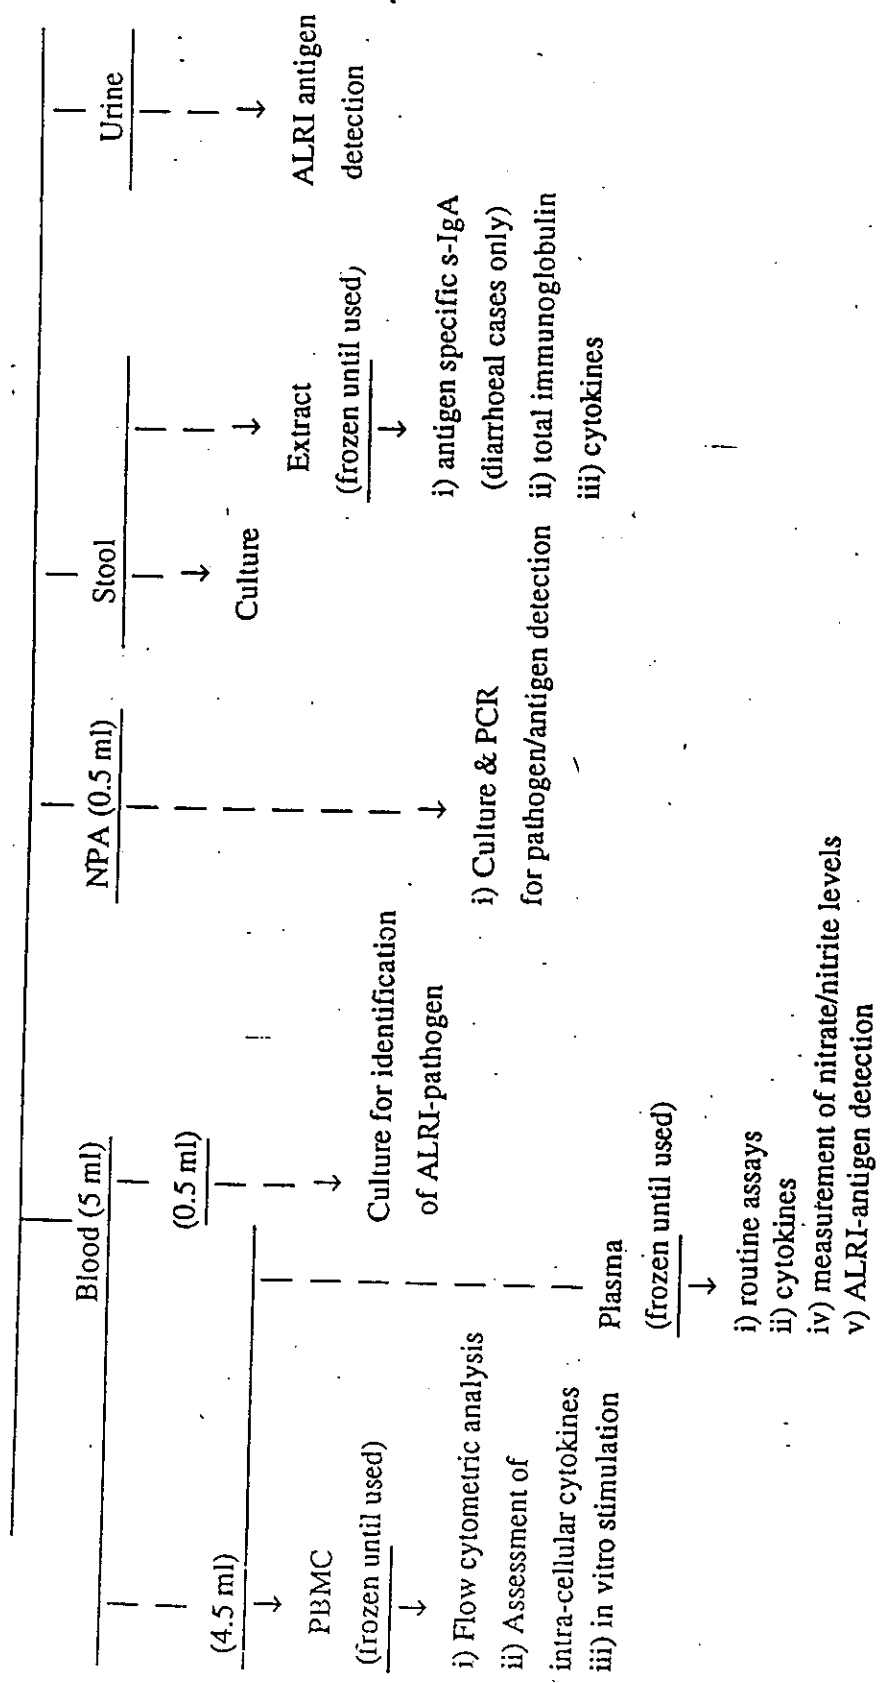 Blood (5 ml)
(4.5 ml)
PBMC
(frozen until used)
i) Flow cytometric analysis
ii) Assessment of
intra-cellular cytokines
iii) in vitro stimulation
Plasma
(frozen until used)
i) routine assays
ii) cytokines
iv) measurement of nitrate/nitrite levels
v) ALRI-antigen detection
(0.5 ml)
Culture for identification
of ALRI-pathogen
NPA (0.5 ml)
i) Culture & PCR
for pathogen/antigen detection
Stool
Culture
Extract
(frozen until used)
i) antigen specific s-IgA
(diarrhoeal cases only)
ii) total immunoglobulin
iii) cytokines
Urine
ALRI antigen
detection